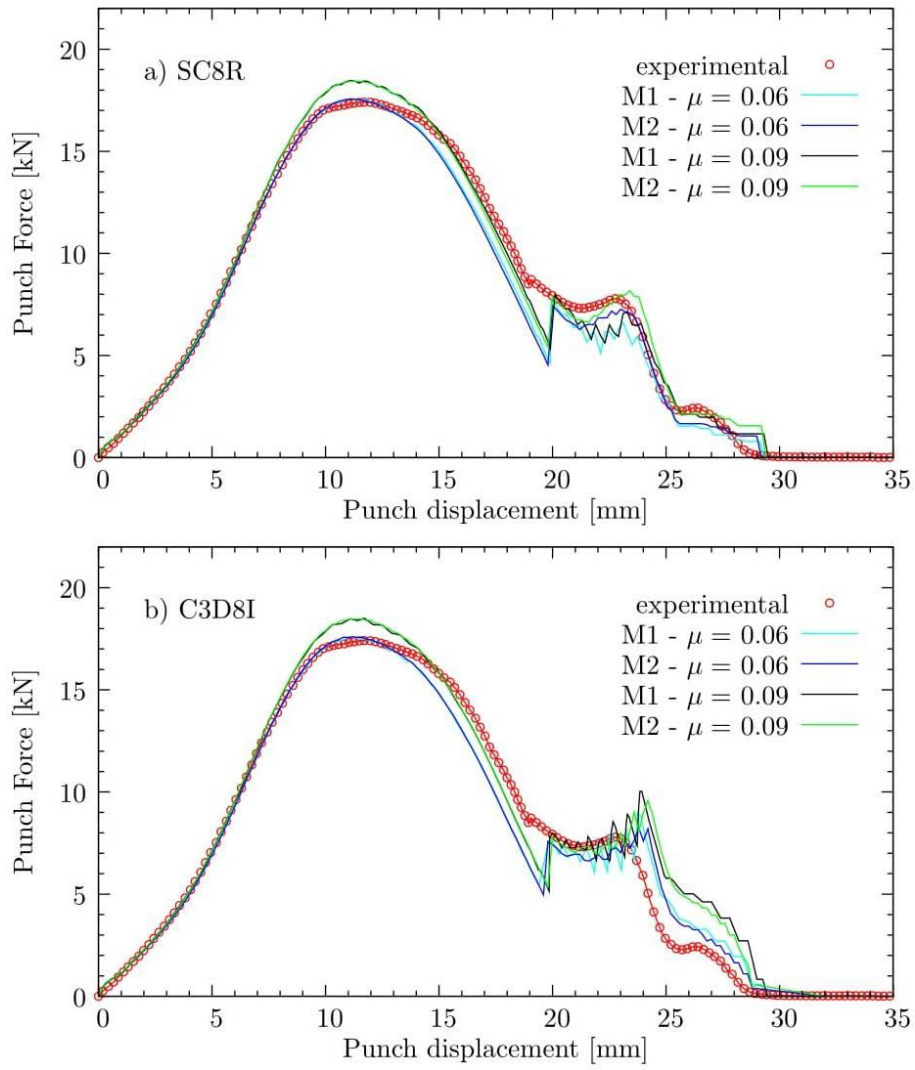 20
15
10
5
0
Punch Force [kN]
a) SC8R
experimental
M1 - μ = 0.06
M2 - μ = 0.06
M1 - μ = 0.09
M2 - μ = 0.09
0 5 10 15 20 25 30 35
Punch displacement [mm]
20
15
10
5
0
Punch Force [kN]
b) C3D8I
experimental
M1 - μ = 0.06
M2 - μ = 0.06
M1 - μ = 0.09
M2 - μ = 0.09
0 5 10 15 20 25 30 35
Punch displacement [mm]